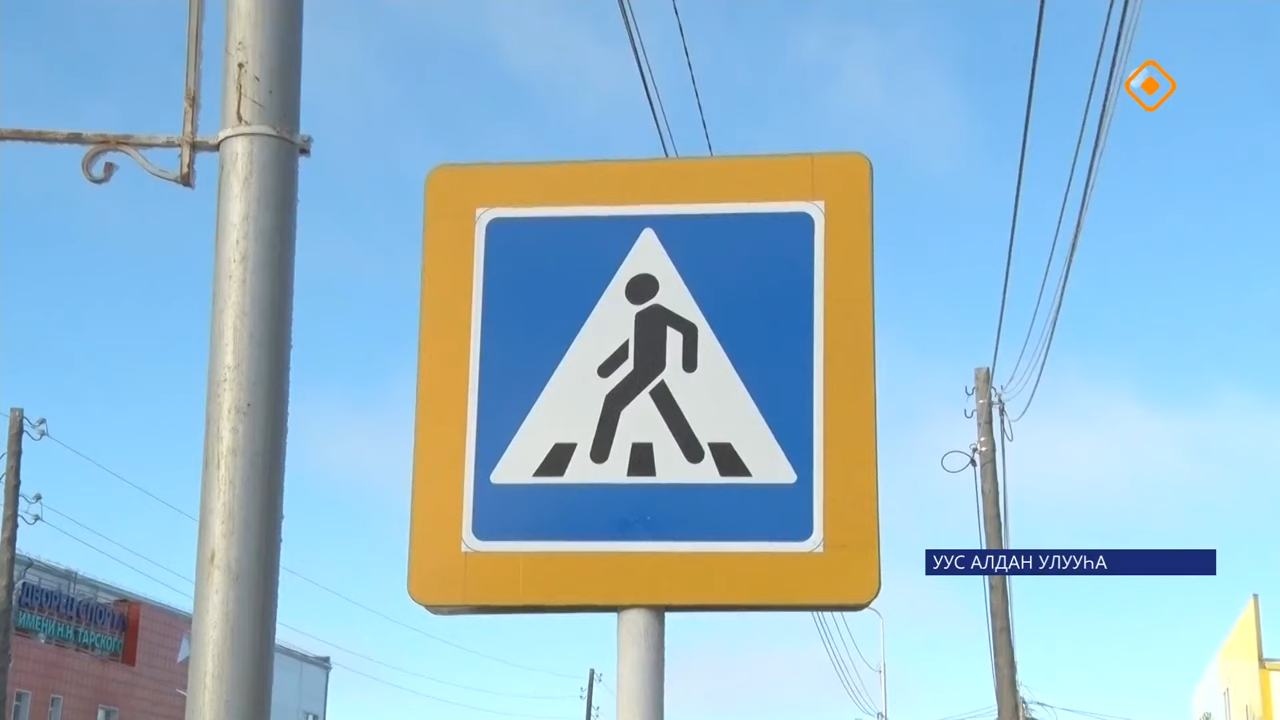 УУС АЛДАН УЛУУҺА
ДВОРЕЦ СПОРТА
ИМЕНИ Н.Н. ТАРСКОГО